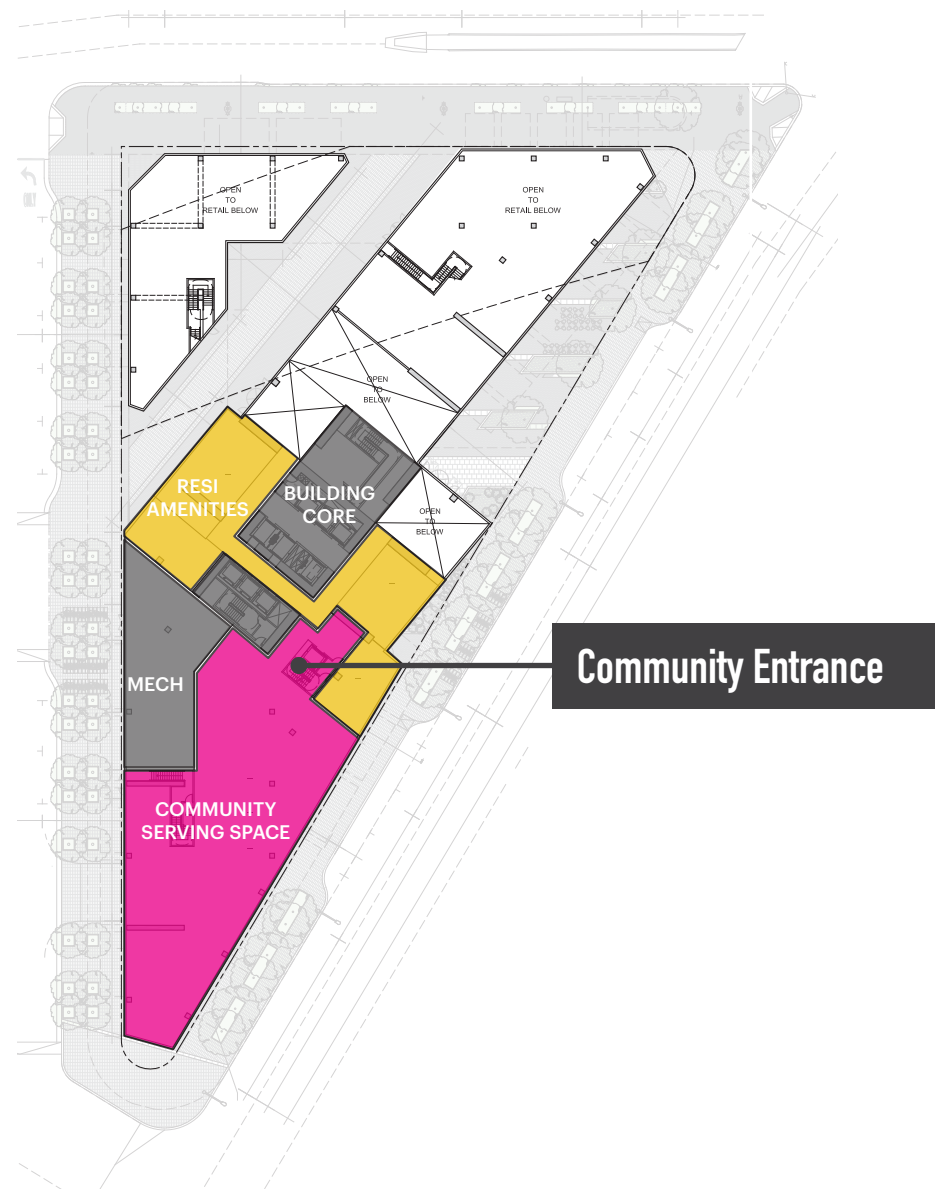 OPEN
TO
RETAIL BELOW
OPEN
TO
RETAIL BELOW
OPEN
TO
BELOW
RESI
AMENITIES
BUILDING
CORE
OPEN
TO
BELOW
Community Entrance
MECH
COMMUNITY
SERVING SPACE